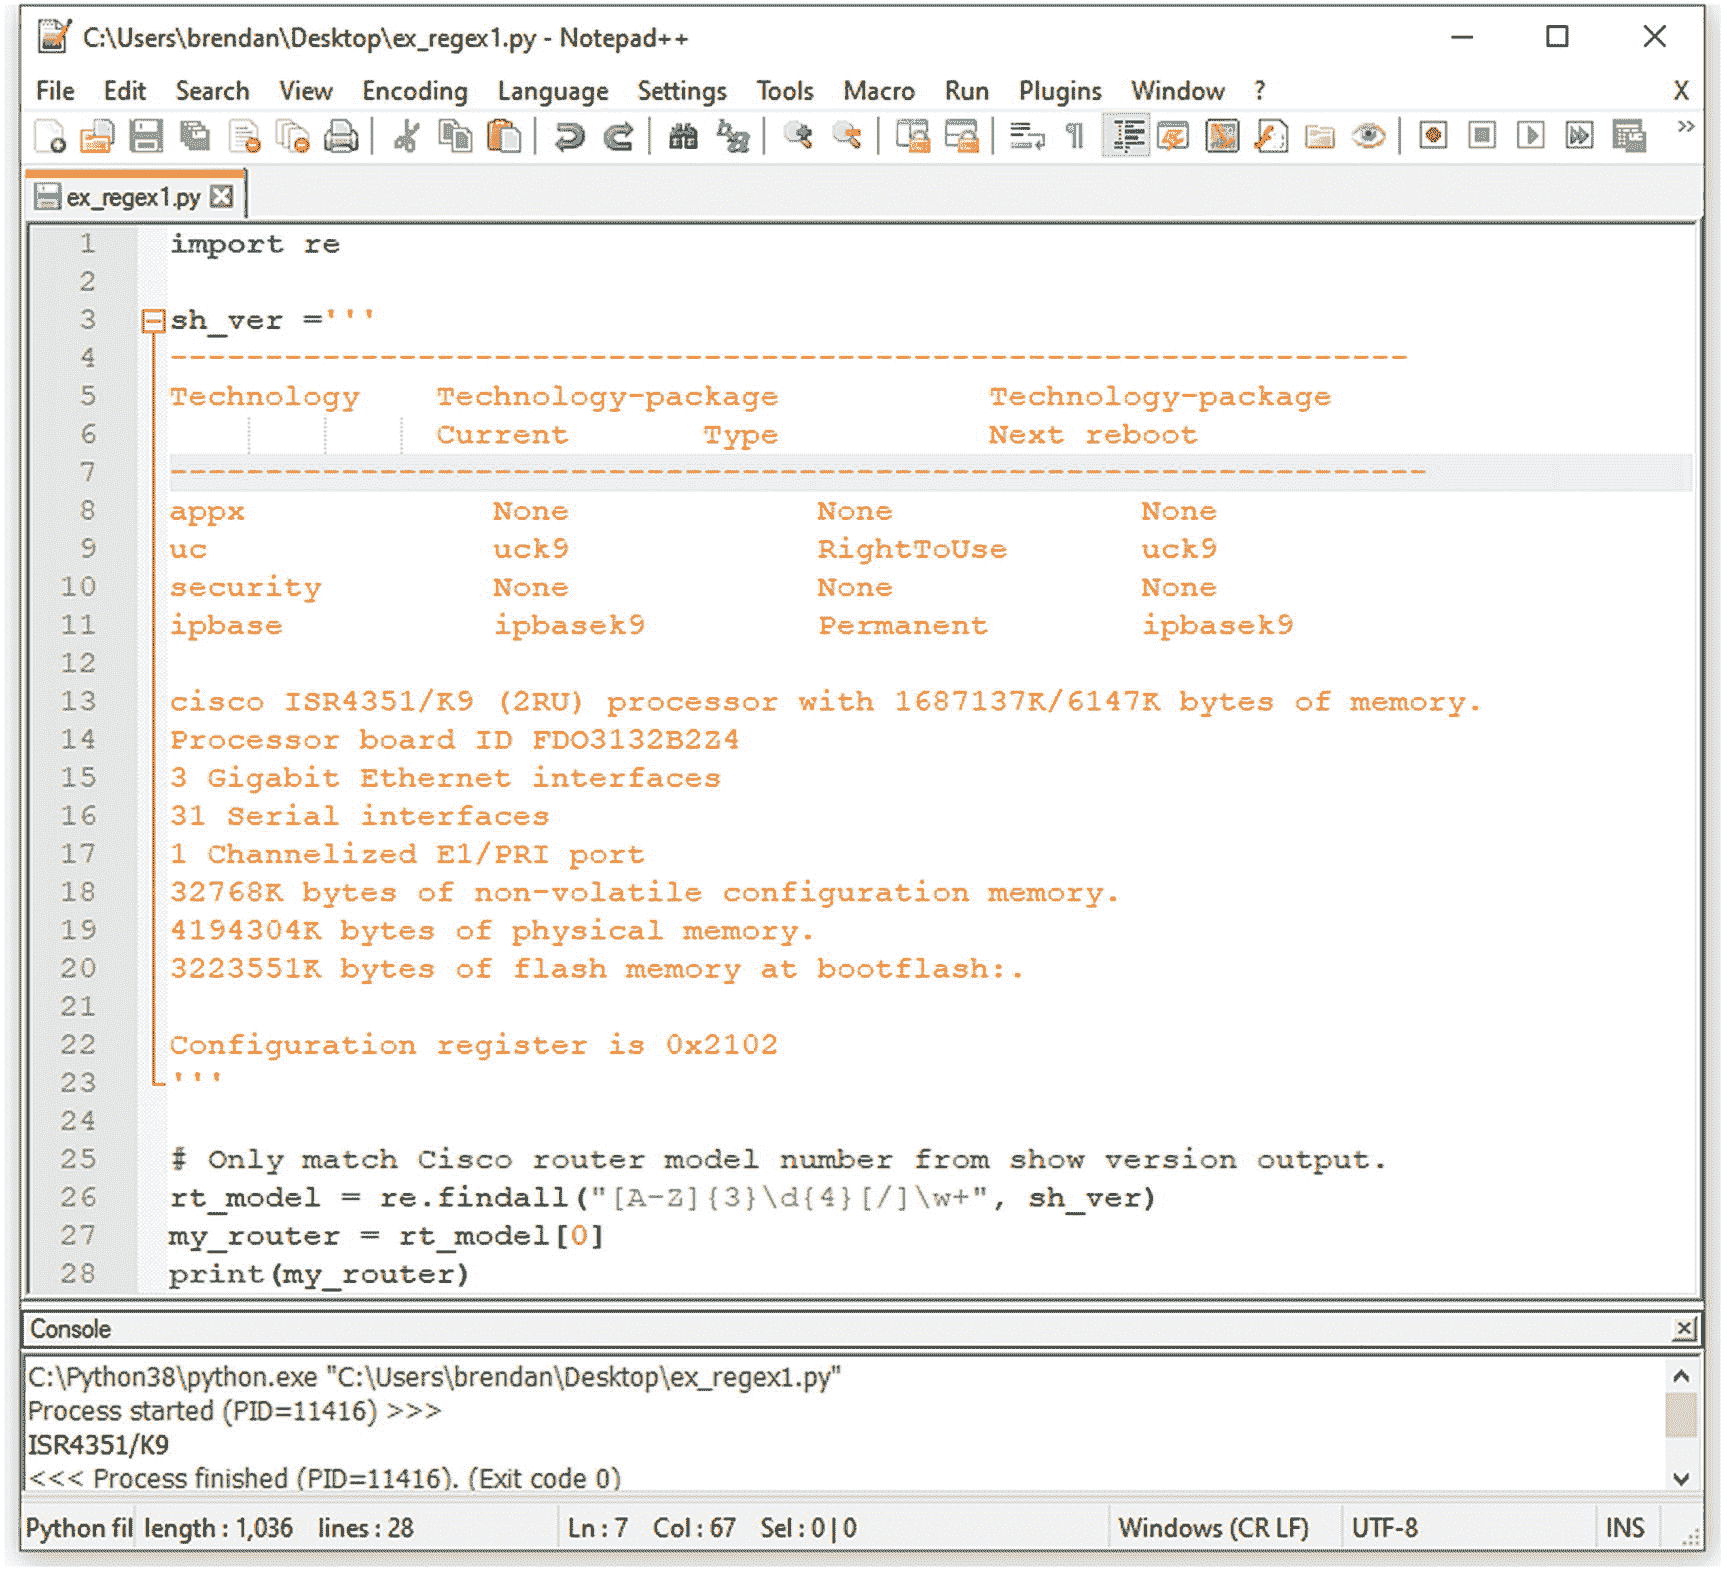 C:\Users\brendan\Desktop\ex_regex1.py - Notepad++
File Edit Search View Encoding Language Settings Tools Macro Run Plugins Window ? X
ex_regex1.py
1 import re
2
3 sh_ver ='''
4 -----------------------------------------------------------------
5 Technology    Technology-package           Technology-package
6               Current       Type           Next reboot
7 ------------------------------------------------------------------
8 appx             None             None             None
9 uc               uck9             RightToUse       uck9
10 security         None             None             None
11 ipbase           ipbasek9         Permanent        ipbasek9
12
13 cisco ISR4351/K9 (2RU) processor with 1687137K/6147K bytes of memory.
14 Processor board ID FDO3132B2Z4
15 3 Gigabit Ethernet interfaces
16 31 Serial interfaces
17 1 Channelized E1/PRI port
18 32768K bytes of non-volatile configuration memory.
19 4194304K bytes of physical memory.
20 3223551K bytes of flash memory at bootflash:.
21
22 Configuration register is 0x2102
23 '''
24
25 # Only match Cisco router model number from show version output.
26 rt_model = re.findall("[A-Z]{3}\d{4}[/]\w+", sh_ver)
27 my_router = rt_model[0]
28 print(my_router)
Console
C:\Python38\python.exe "C:\Users\brendan\Desktop\ex_regex1.py"
Process started (PID=11416) >>>
ISR4351/K9
<<< Process finished (PID=11416). (Exit code 0)
Python fil length : 1,036 lines : 28 Ln : 7 Col : 67 Sel : 0 | 0 Windows (CR LF) UTF-8 INS